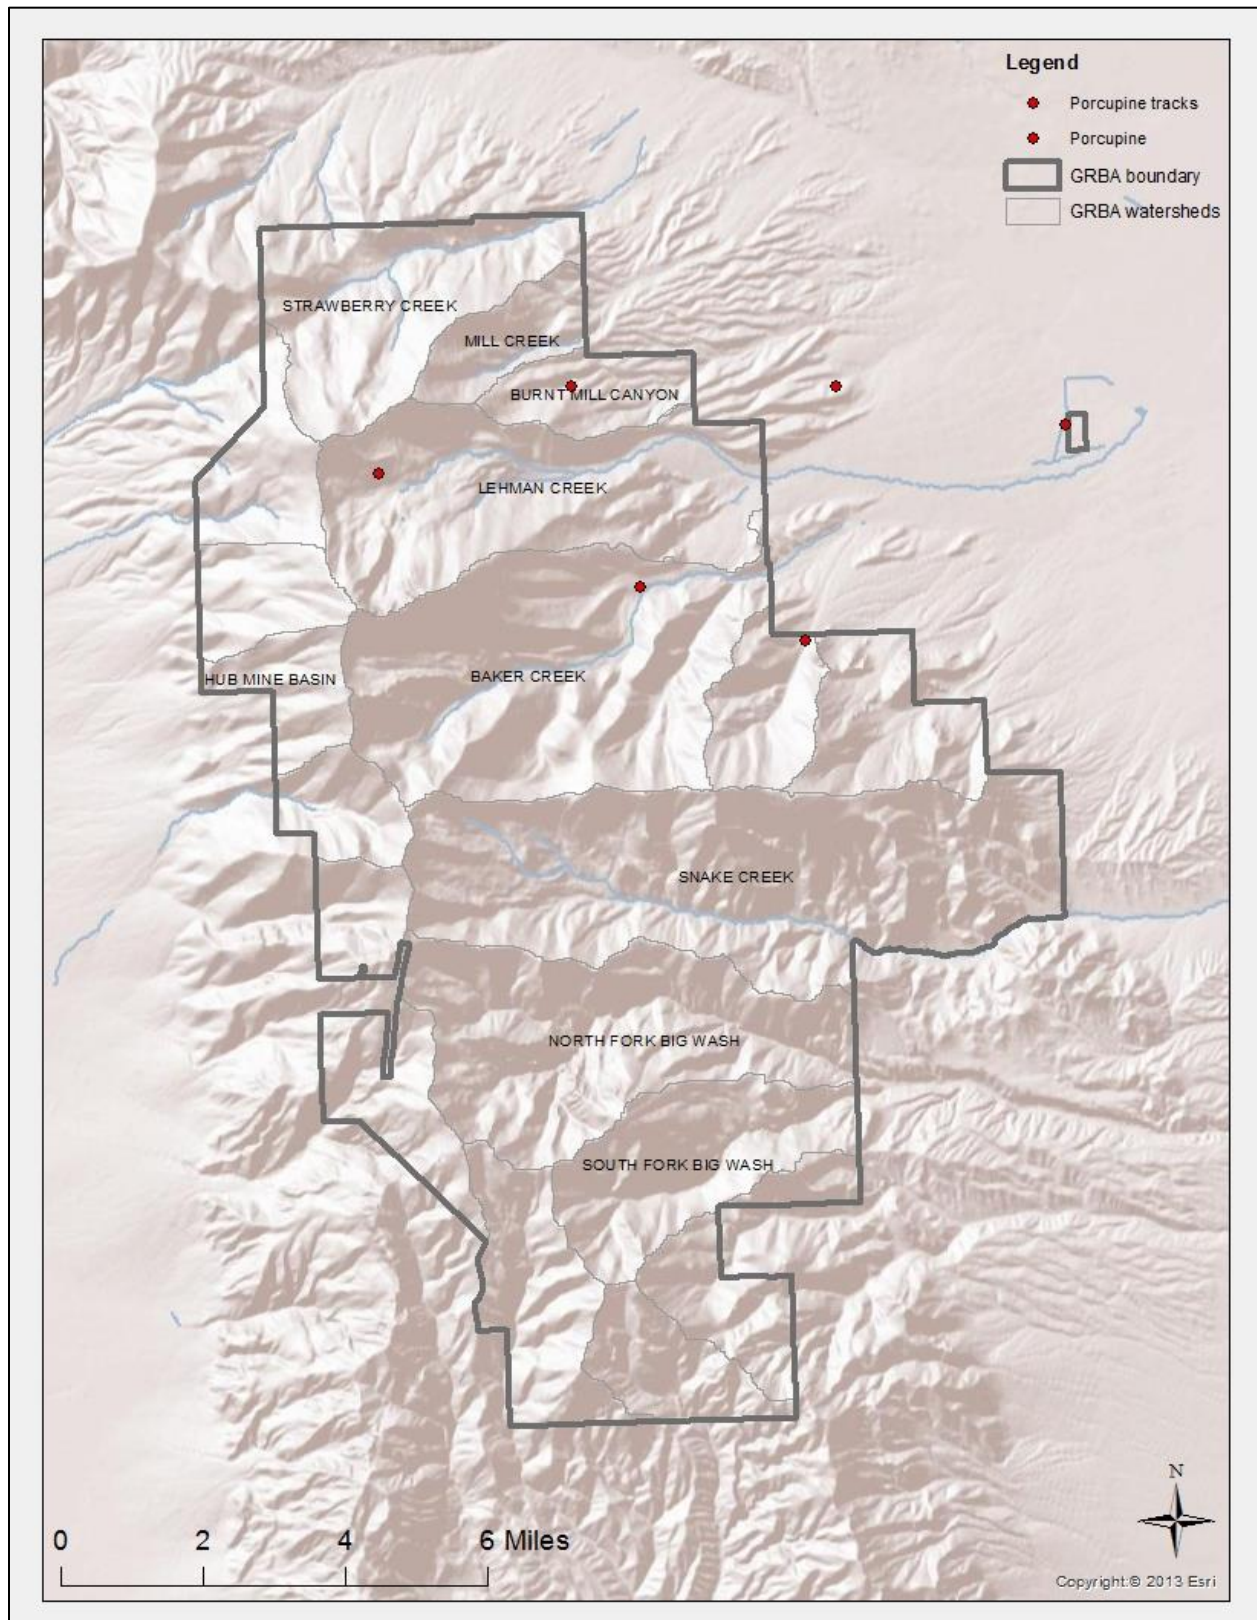 Legend
Porcupine tracks
Porcupine
GRBA boundary
GRBA watersheds
STRAWBERRY CREEK
MILL CREEK
BURNT MILL CANYON
LEHMAN CREEK
BAKER CREEK
HUB MINE BASIN
SNAKE CREEK
NORTH FORK BIG WASH
SOUTH FORK BIG WASH
N
0 2 4 6 Miles
Copyright:© 2013 Esri